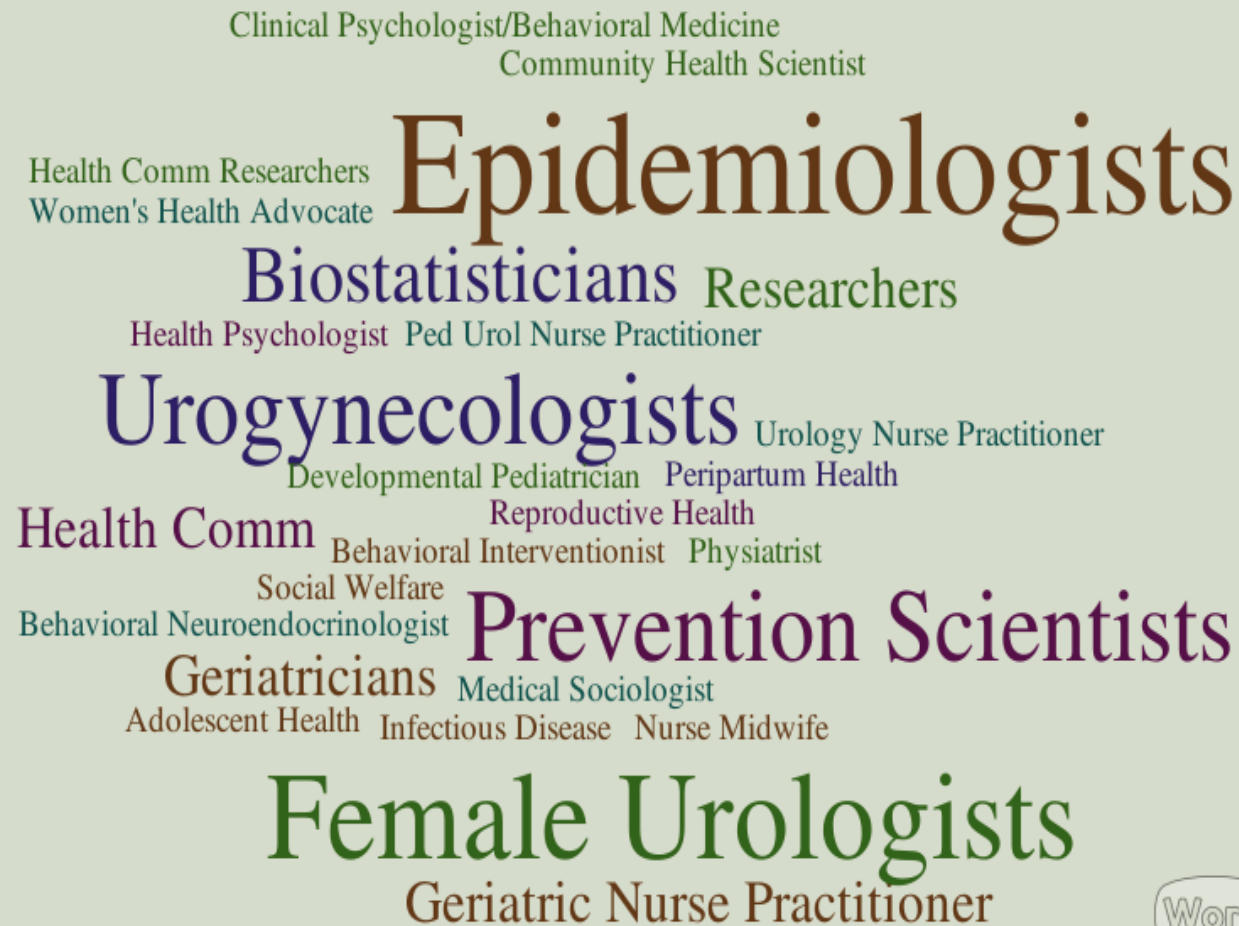 Clinical Psychologist/Behavioral Medicine
Community Health Scientist
Epidemiologists
Health Comm Researchers
Women's Health Advocate
Biostatisticians Researchers
Health Psychologist Ped Urol Nurse Practitioner
Urogynecologists Urology Nurse Practitioner
Developmental Pediatrician Peripartum Health
Reproductive Health
Health Comm
Behavioral Interventionist Physiatrist
Social Welfare
Behavioral Neuroendocrinologist
Prevention Scientists
Geriatricians Medical Sociologist
Adolescent Health Infectious Disease Nurse Midwife
Female Urologists
Geriatric Nurse Practitioner